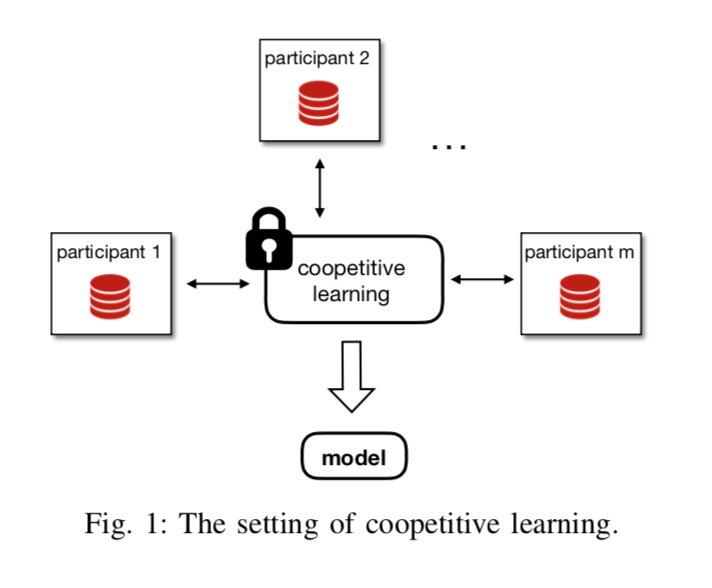 participant 2
...
participant 1
coopetitive
learning
participant m
model
Fig. 1: The setting of coopetitive learning.